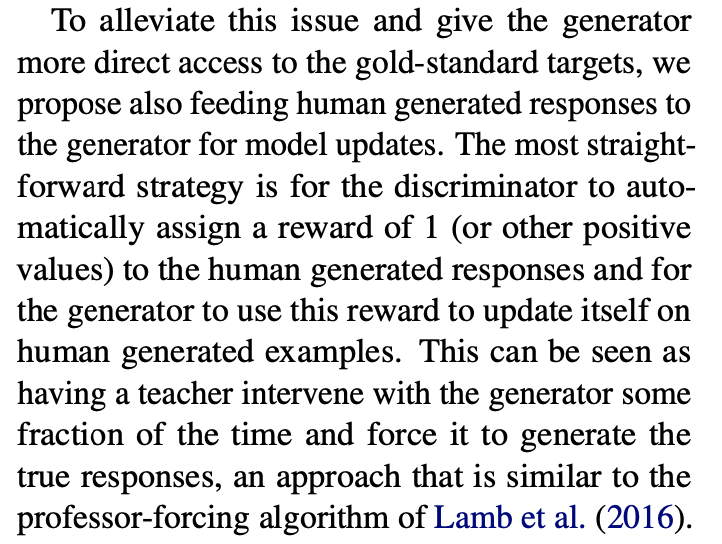 To alleviate this issue and give the generator
more direct access to the gold-standard targets, we
propose also feeding human generated responses to
the generator for model updates. The most straight-
forward strategy is for the discriminator to auto-
matically assign a reward of 1 (or other positive
values) to the human generated responses and for
the generator to use this reward to update itself on
human generated examples. This can be seen as
having a teacher intervene with the generator some
fraction of the time and force it to generate the
true responses, an approach that is similar to the
professor-forcing algorithm of Lamb et al. (2016).